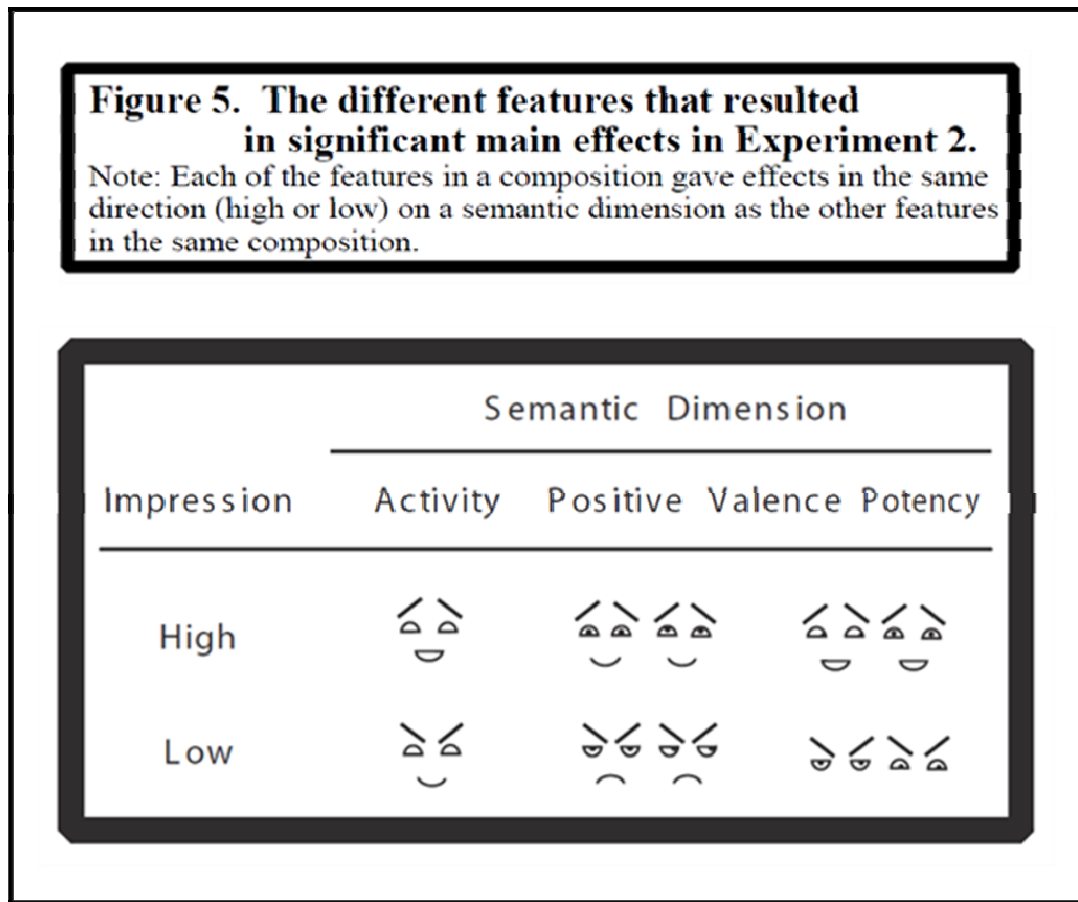 Figure 5. The different features that resulted
in significant main effects in Experiment 2.
Note: Each of the features in a composition gave effects in the same
direction (high or low) on a semantic dimension as the other features
in the same composition.
Semantic Dimension
Impression Activity Positive Valence Potency
High
Low